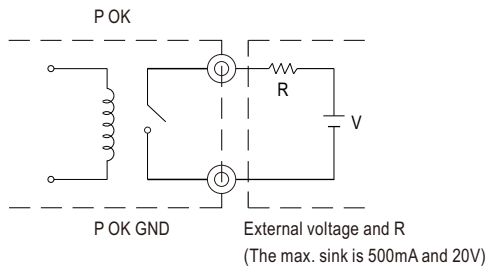 P OK
R
V
P OK GND
External voltage and R
(The max. sink is 500mA and 20V)